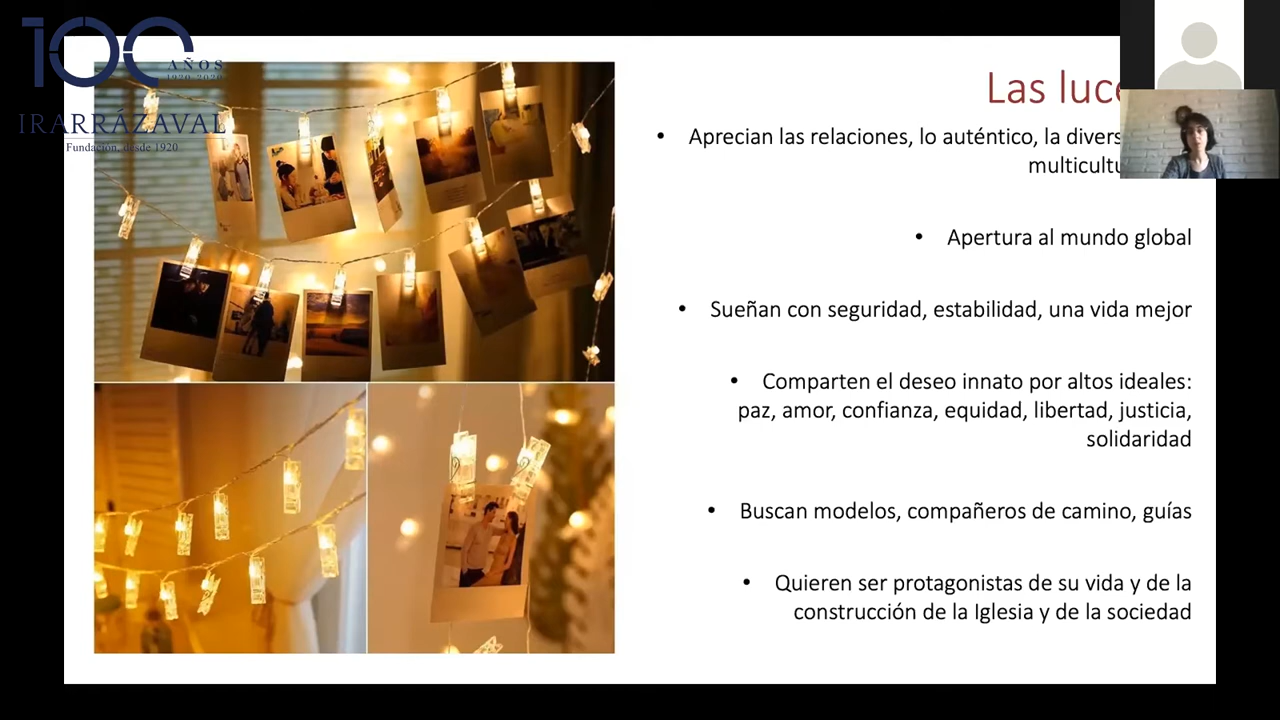 100
AÑOS
1920-2020
IRARRÁZAVAL
Fundación desde 1920
Las
• Aprecian las relaciones, lo auténtico, la
• Apertura al mundo global
• Sueñan con seguridad, estabilidad, una vida mejor
• Comparten el deseo innato por altos ideales:
paz, amor, confianza, equidad, libertad, justicia,
solidaridad
• Buscan modelos, compañeros de camino, guías
• Quieren ser protagonistas de su vida y de la
construcción de la Iglesia y de la sociedad